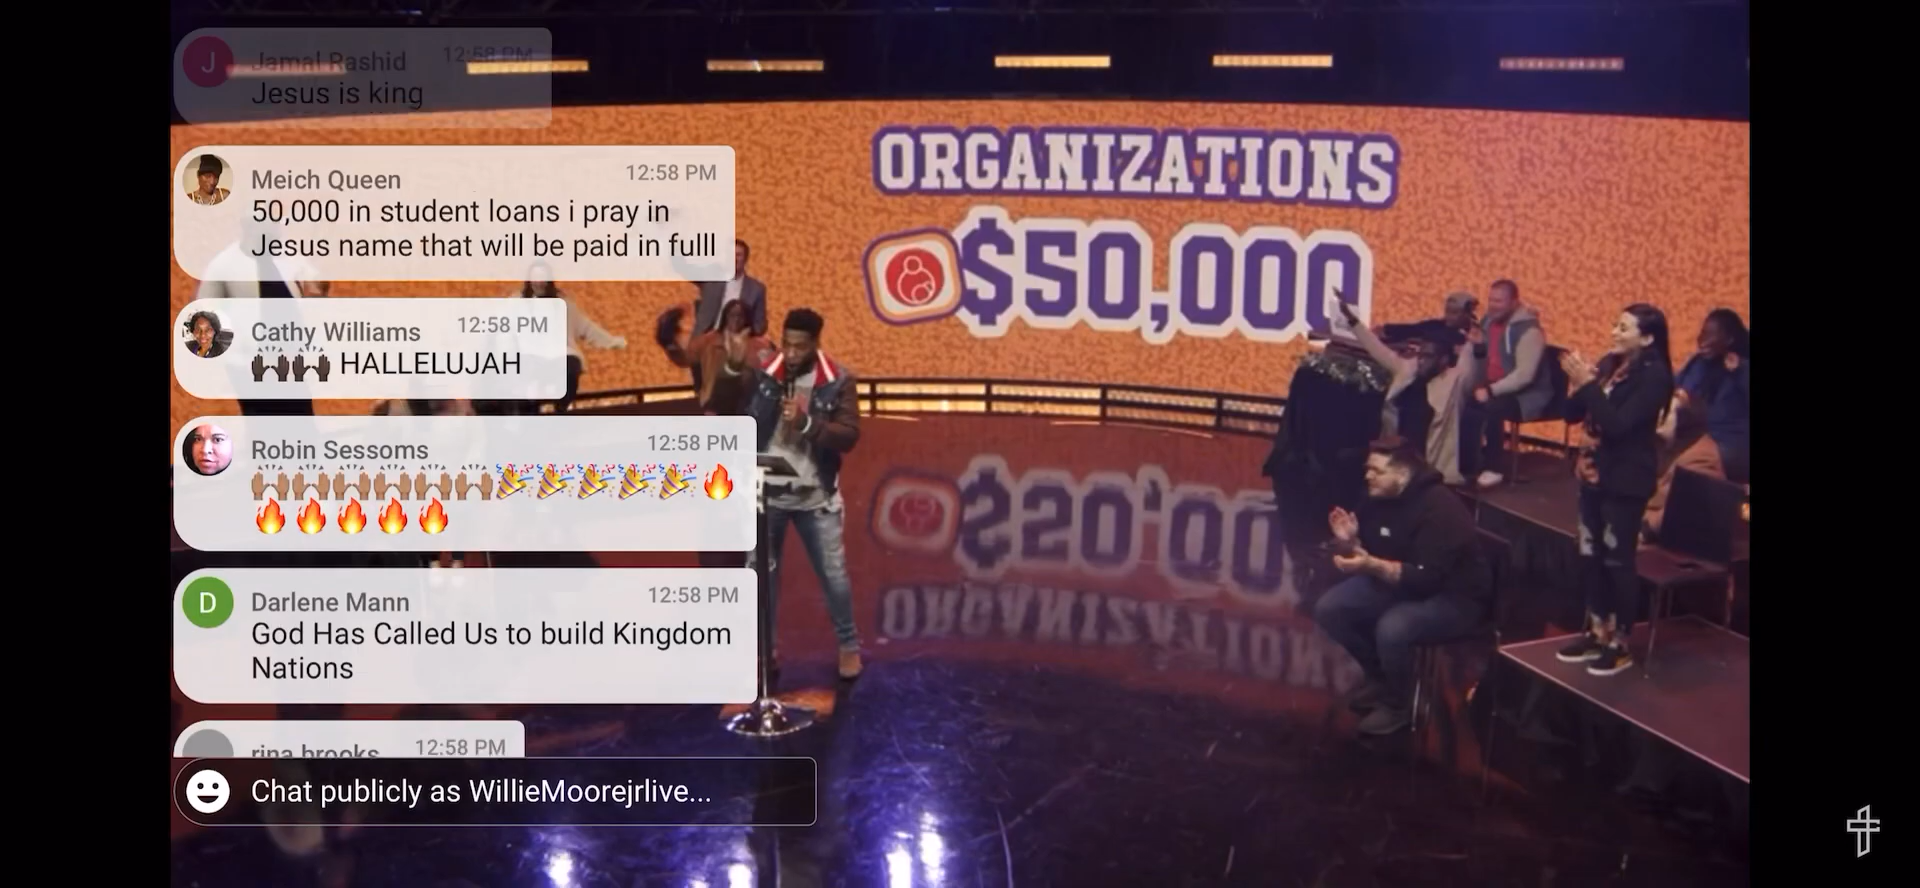 J
Jamal Rashid 12:58 PM
Jesus is king
Meich Queen 12:58 PM
50,000 in student loans i pray in
Jesus name that will be paid in fulll
Cathy Williams 12:58 PM
🙌🏿🙌🏿 HALLELUJAH
Robin Sessoms 12:58 PM
🙌🏽🙌🏽🙌🏽🙌🏽🙌🏽🙌🏽🎉🎉🎉🎉🎉🔥
🔥🔥🔥🔥🔥
D
Darlene Mann 12:58 PM
God Has Called Us to build Kingdom
Nations
rina brooks 12:58 PM
Chat publicly as WillieMoorejrlive...
ORGANIZATIONS
$50,000